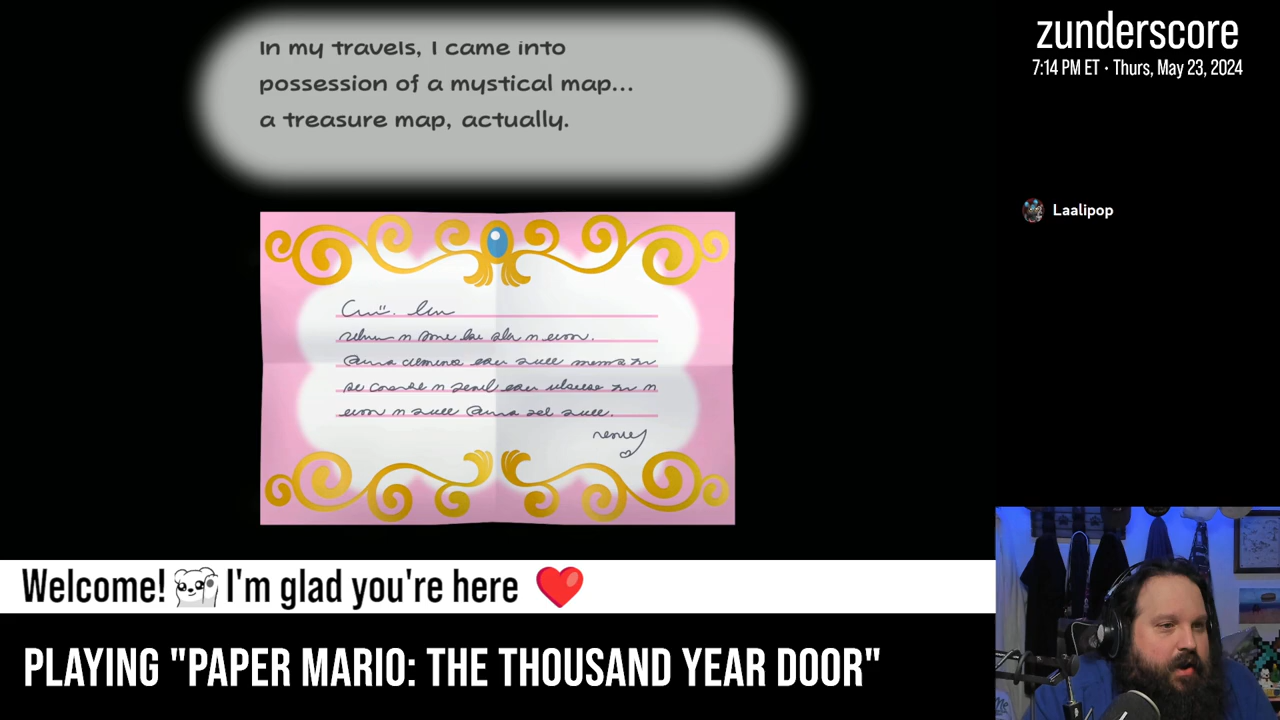 In my travels, I came into
possession of a mystical map...
a treasure map, actually.
zunderscore
7:14 PM ET · Thurs, May 23, 2024
Laalipop
Welcome! I'm glad you're here
PLAYING "PAPER MARIO: THE THOUSAND YEAR DOOR"